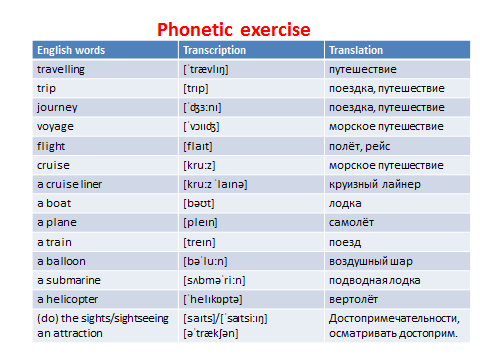 Phonetic exercise
English words Transcription Translation
travelling [ˈtrævlɪŋ] путешествие
trip [trɪp] поездка, путешествие
journey [ˈʤɜːnɪ] поездка, путешествие
voyage [ˈvɔɪɪʤ] морское путешествие
flight [flaɪt] полёт, рейс
cruise [kruːz] морское путешествие
a cruise liner [kruːz ˈlaɪnə] круизный лайнер
a boat [bəʊt] лодка
a plane [pleɪn] самолёт
a train [treɪn] поезд
a balloon [bəˈluːn] воздушный шар
a submarine [sʌbməˈriːn] подводная лодка
a helicopter [ˈhelɪkɒptə] вертолёт
(do) the sights/sightseeing [saɪts]/[ˈsaɪtsiːɪŋ] Достопримечательности,
an attraction [əˈtrækʃən] осматривать достоприм.